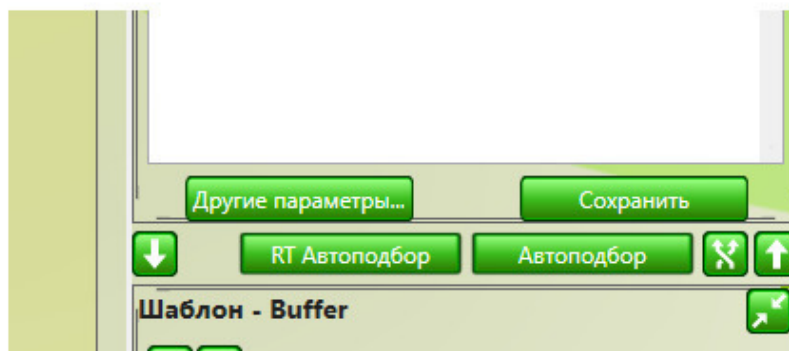 Другие параметры... Сохранить
RT Автоподбор Автоподбор
Шаблон - Buffer